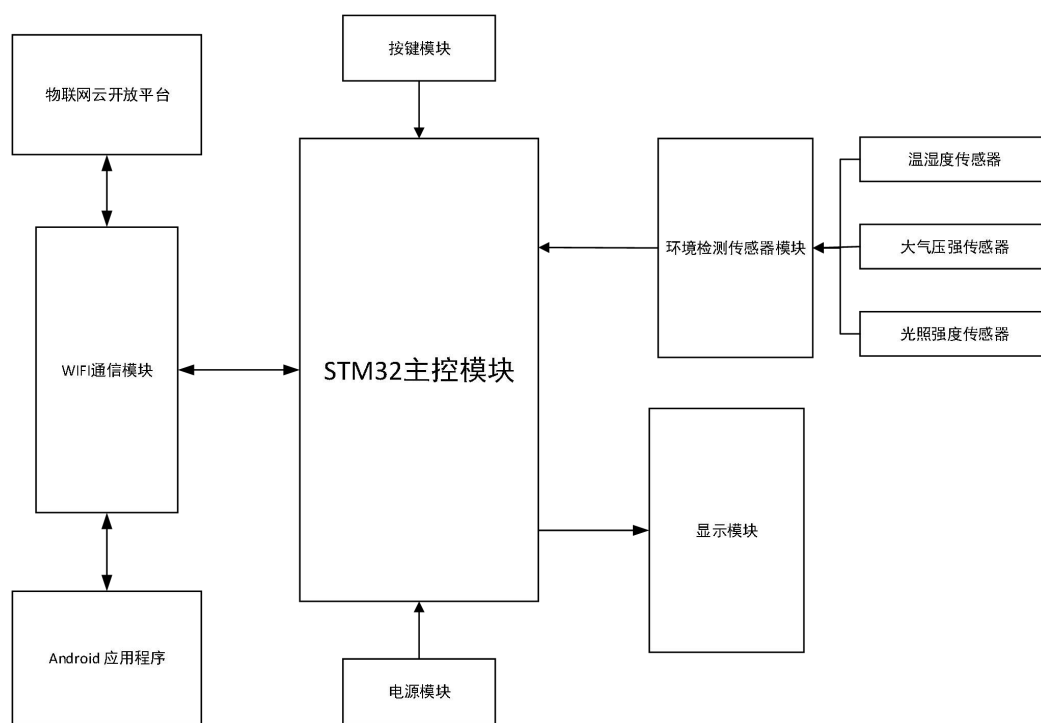 按键模块
物联网云开放平台
温湿度传感器
大气压强传感器
环境检测传感器模块
光照强度传感器
WIFI通信模块
STM32主控模块
显示模块
Android 应用程序
电源模块